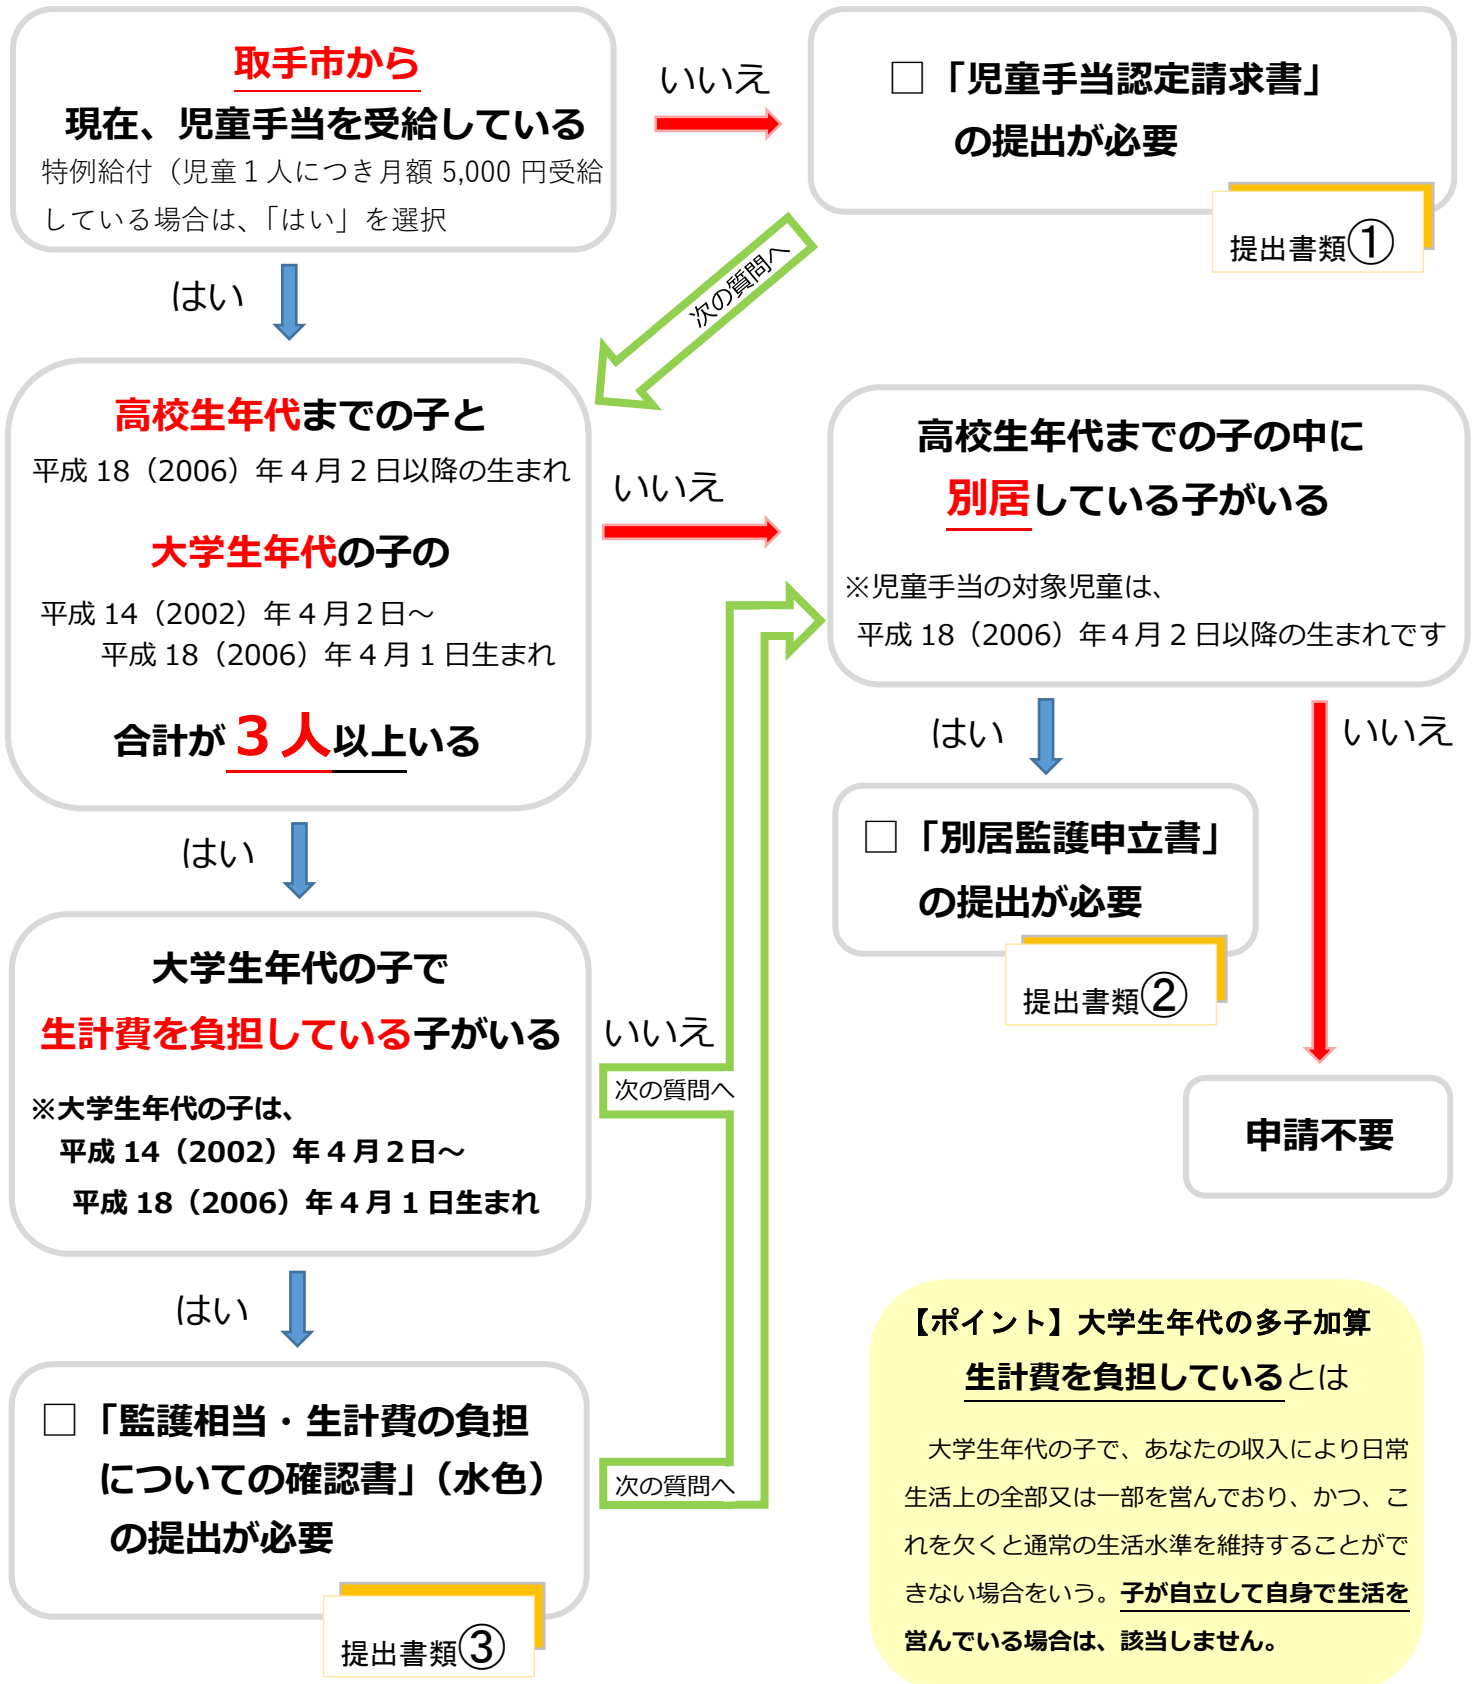 取手市から
現在、児童手当を受給している
特例給付（児童１人につき月額 5,000 円受給
している場合は、「はい」を選択
いいえ
□「児童手当認定請求書」
の提出が必要
提出書類①
はい
次の質問へ
高校生年代までの子と
平成 18（2006）年４月２日以降の生まれ
大学生年代の子の
平成 14（2002）年４月２日～
平成 18（2006）年４月１日生まれ
合計が３人以上いる
いいえ
高校生年代までの子の中に
別居している子がいる
※児童手当の対象児童は、
平成 18（2006）年４月２日以降の生まれです
はい
いいえ
□「別居監護申立書」
の提出が必要
提出書類②
申請不要
はい
大学生年代の子で
生計費を負担している子がいる
※大学生年代の子は、
平成 14（2002）年４月２日～
平成 18（2006）年４月１日生まれ
いいえ
次の質問へ
はい
□「監護相当・生計費の負担
についての確認書」（水色）
の提出が必要
提出書類③
次の質問へ
【ポイント】大学生年代の多子加算
生計費を負担しているとは
大学生年代の子で、あなたの収入により日常
生活上の全部又は一部を営んでおり、かつ、こ
れを欠くと通常の生活水準を維持することがで
きない場合をいう。子が自立して自身で生活を
営んでいる場合は、該当しません。